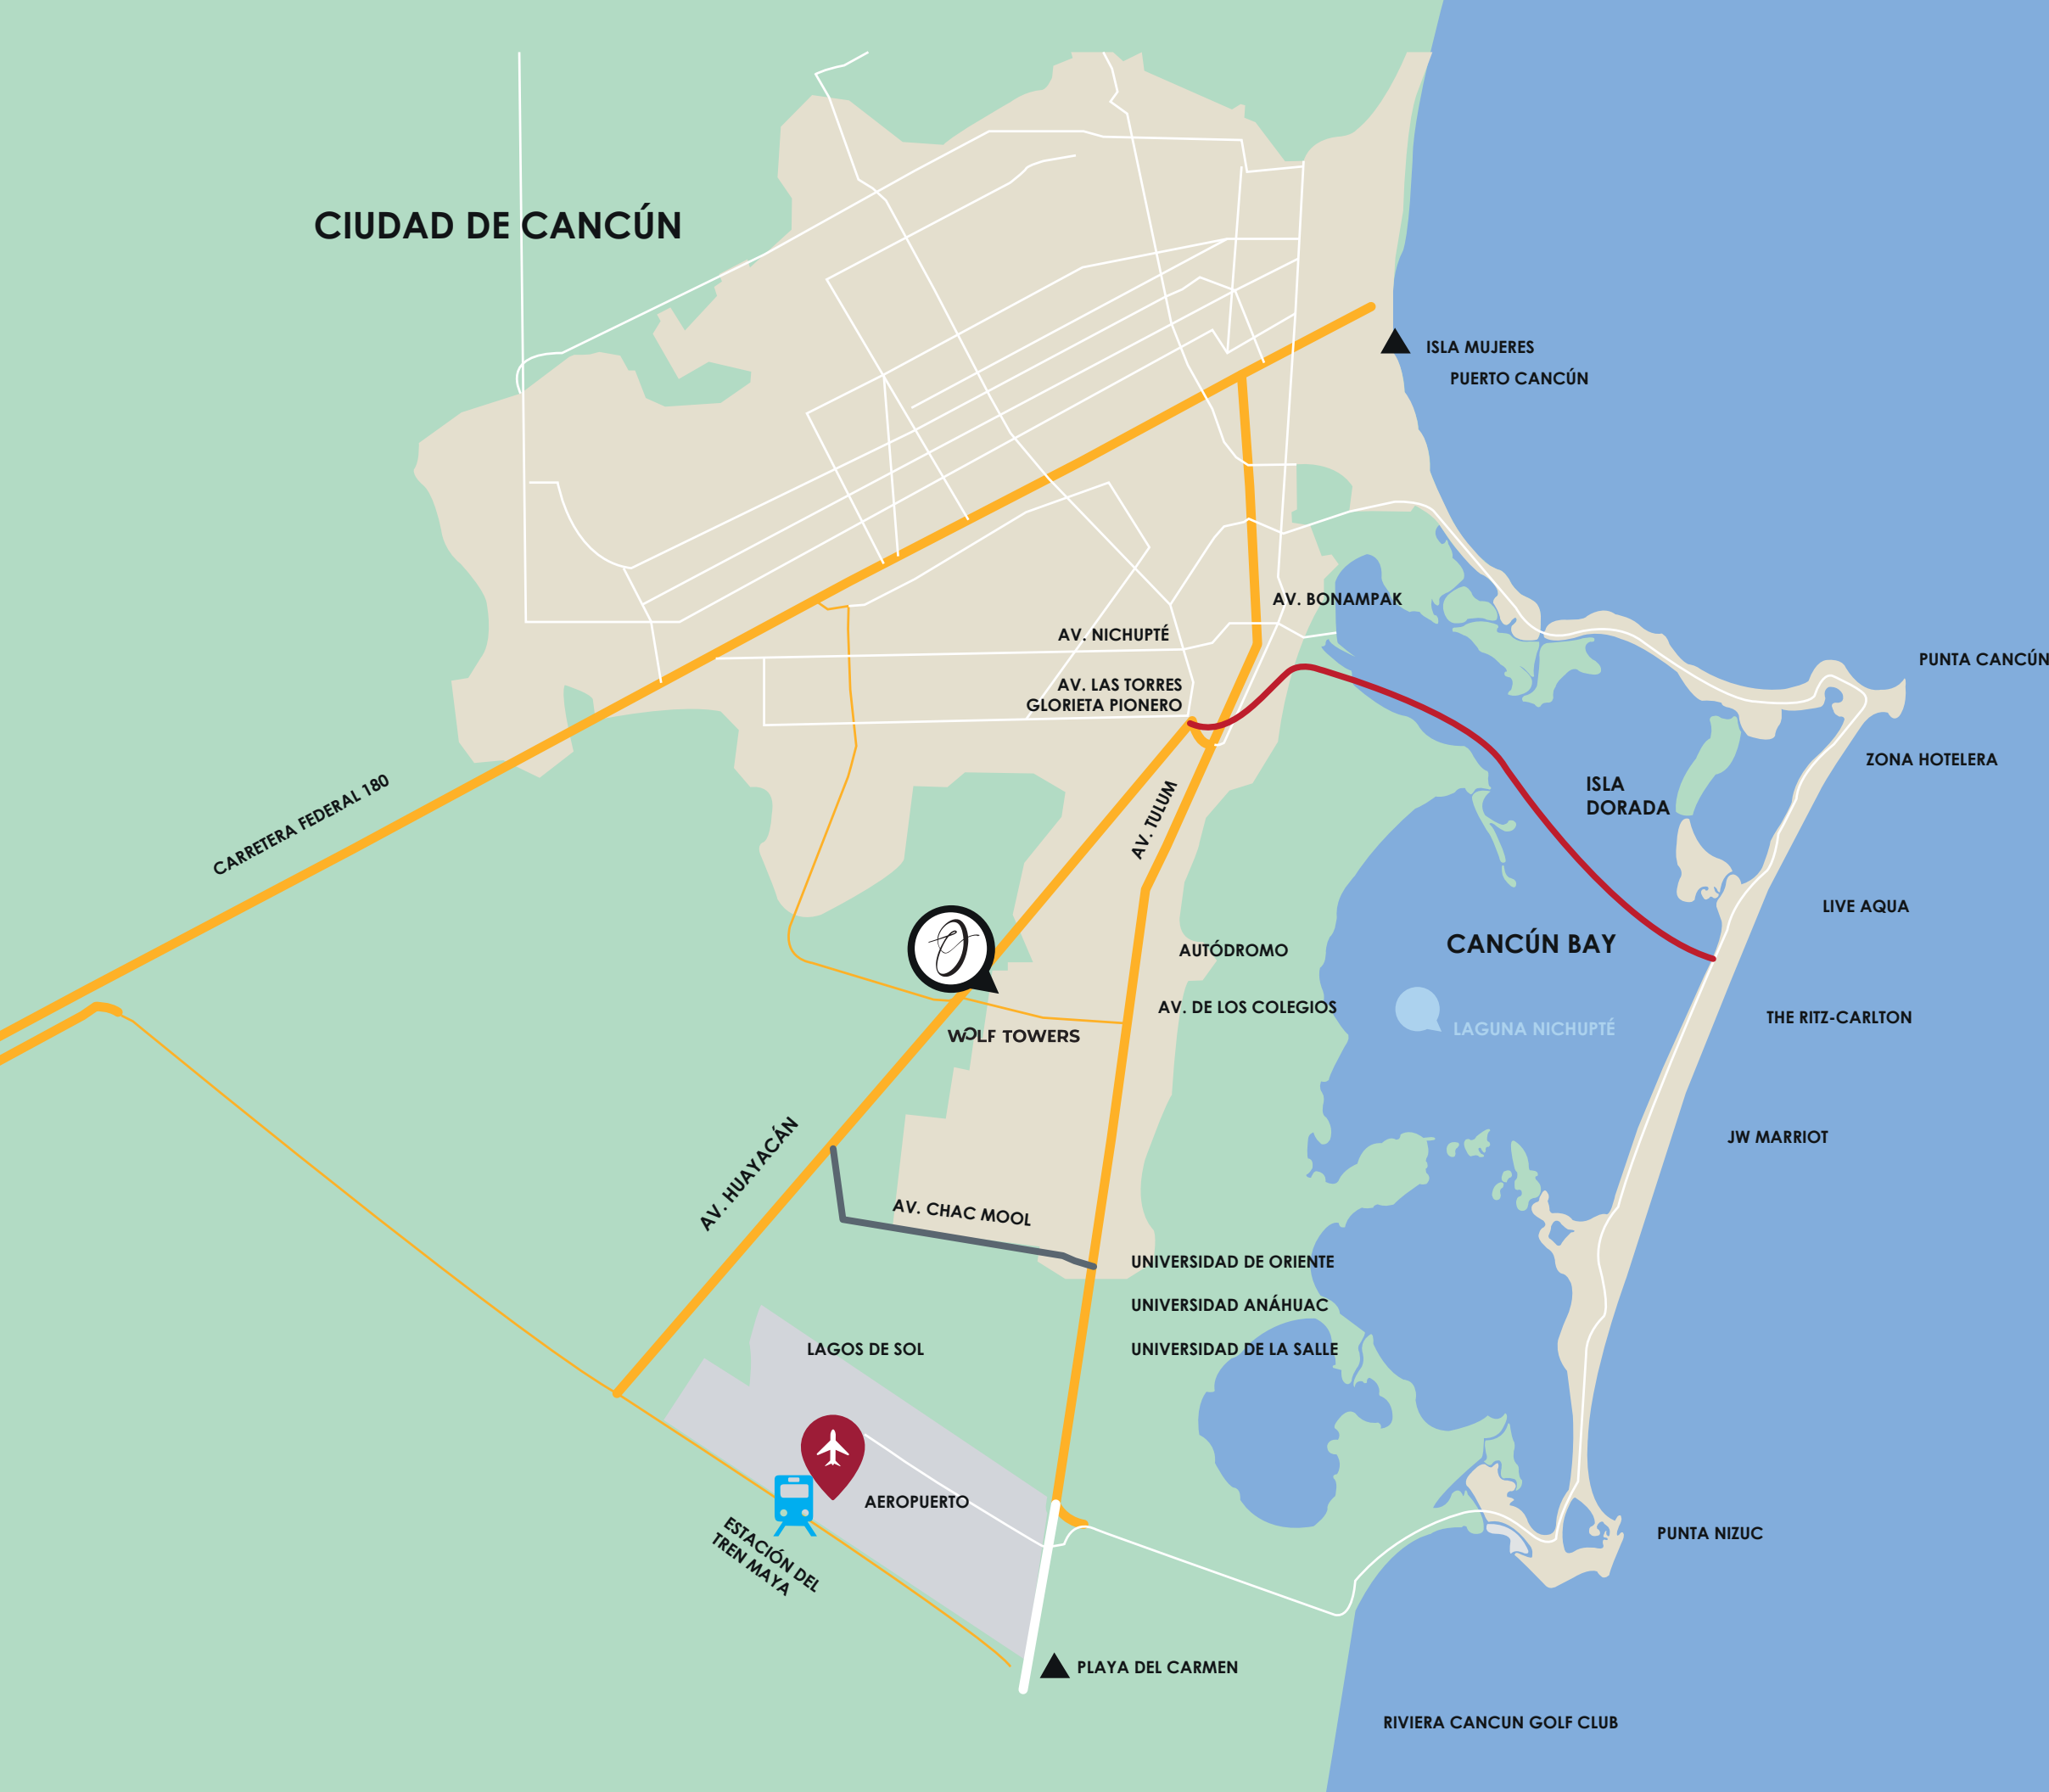 CIUDAD DE CANCÚN
ISLA MUJERES
PUERTO CANCÚN
AV. BONAMPAK
AV. NICHUPTÉ
PUNTA CANCÚN
AV. LAS TORRES
GLORIETA PIONERO
ZONA HOTELERA
ISLA
DORADA
CARRETERA FEDERAL 180
AV. TULUM
LIVE AQUA
CANCÚN BAY
AUTÓDROMO
AV. DE LOS COLEGIOS
THE RITZ-CARLTON
LAGUNA NICHUPTÉ
WOLF TOWERS
JW MARRIOT
AV. HUAYACÁN
AV. CHAC MOOL
UNIVERSIDAD DE ORIENTE
UNIVERSIDAD ANÁHUAC
LAGOS DE SOL
UNIVERSIDAD DE LA SALLE
AEROPUERTO
PUNTA NIZUC
ESTACIÓN DEL
TREN MAYA
PLAYA DEL CARMEN
RIVIERA CANCUN GOLF CLUB